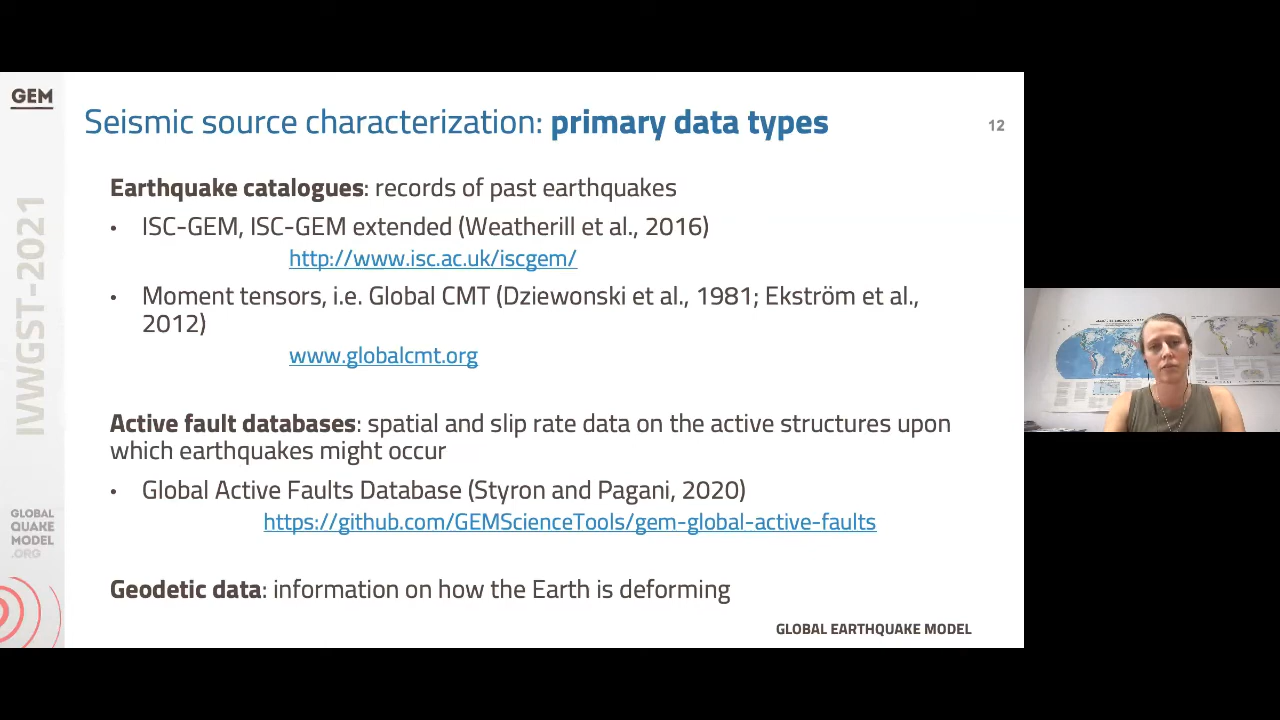 GEM
Seismic source characterization: primary data types
12
Earthquake catalogues: records of past earthquakes
• ISC-GEM, ISC-GEM extended (Weatherill et al., 2016)
http://www.isc.ac.uk/iscgem/
• Moment tensors, i.e. Global CMT (Dziewonski et al., 1981; Ekström et al.,
2012)
www.globalcmt.org
Active fault databases: spatial and slip rate data on the active structures upon
which earthquakes might occur
• Global Active Faults Database (Styron and Pagani, 2020)
https://github.com/GEMScienceTools/gem-global-active-faults
Geodetic data: information on how the Earth is deforming
GLOBAL EARTHQUAKE MODEL
IVWGST-2021
GLOBAL
QUAKE
MODEL
.ORG